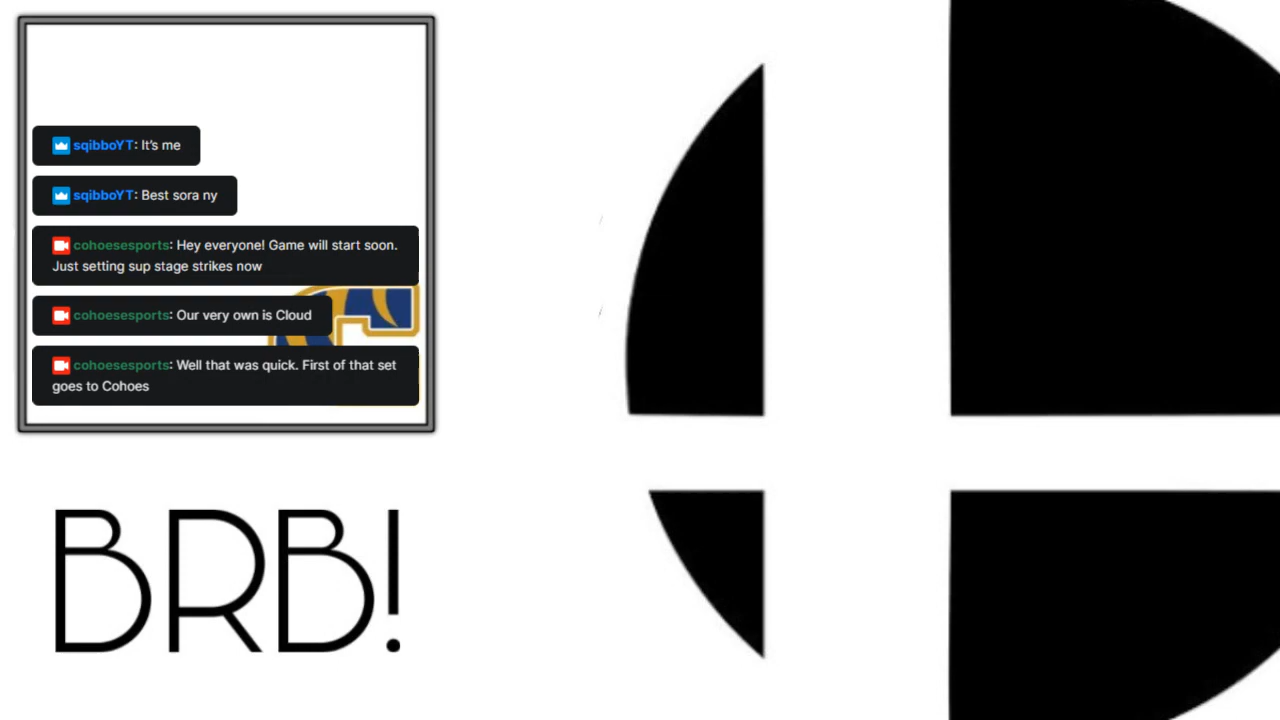 sqibboYT: It's me
sqibboYT: Best sora ny
cohoesesports: Hey everyone! Game will start soon.
Just setting sup stage strikes now
cohoesesports: Our very own is Cloud
cohoesesports: Well that was quick. First of that set
goes to Cohoes
BRB!